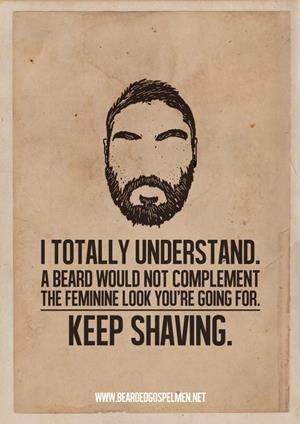 I TOTALLY UNDERSTAND.
A BEARD WOULD NOT COMPLEMENT
THE FEMININE LOOK YOU'RE GOING FOR.
KEEP SHAVING.
WWW.BEARDEDGOSPELMEN.NET